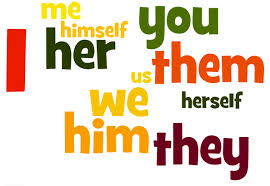 me
himself
I her you
us them
we herself
him they